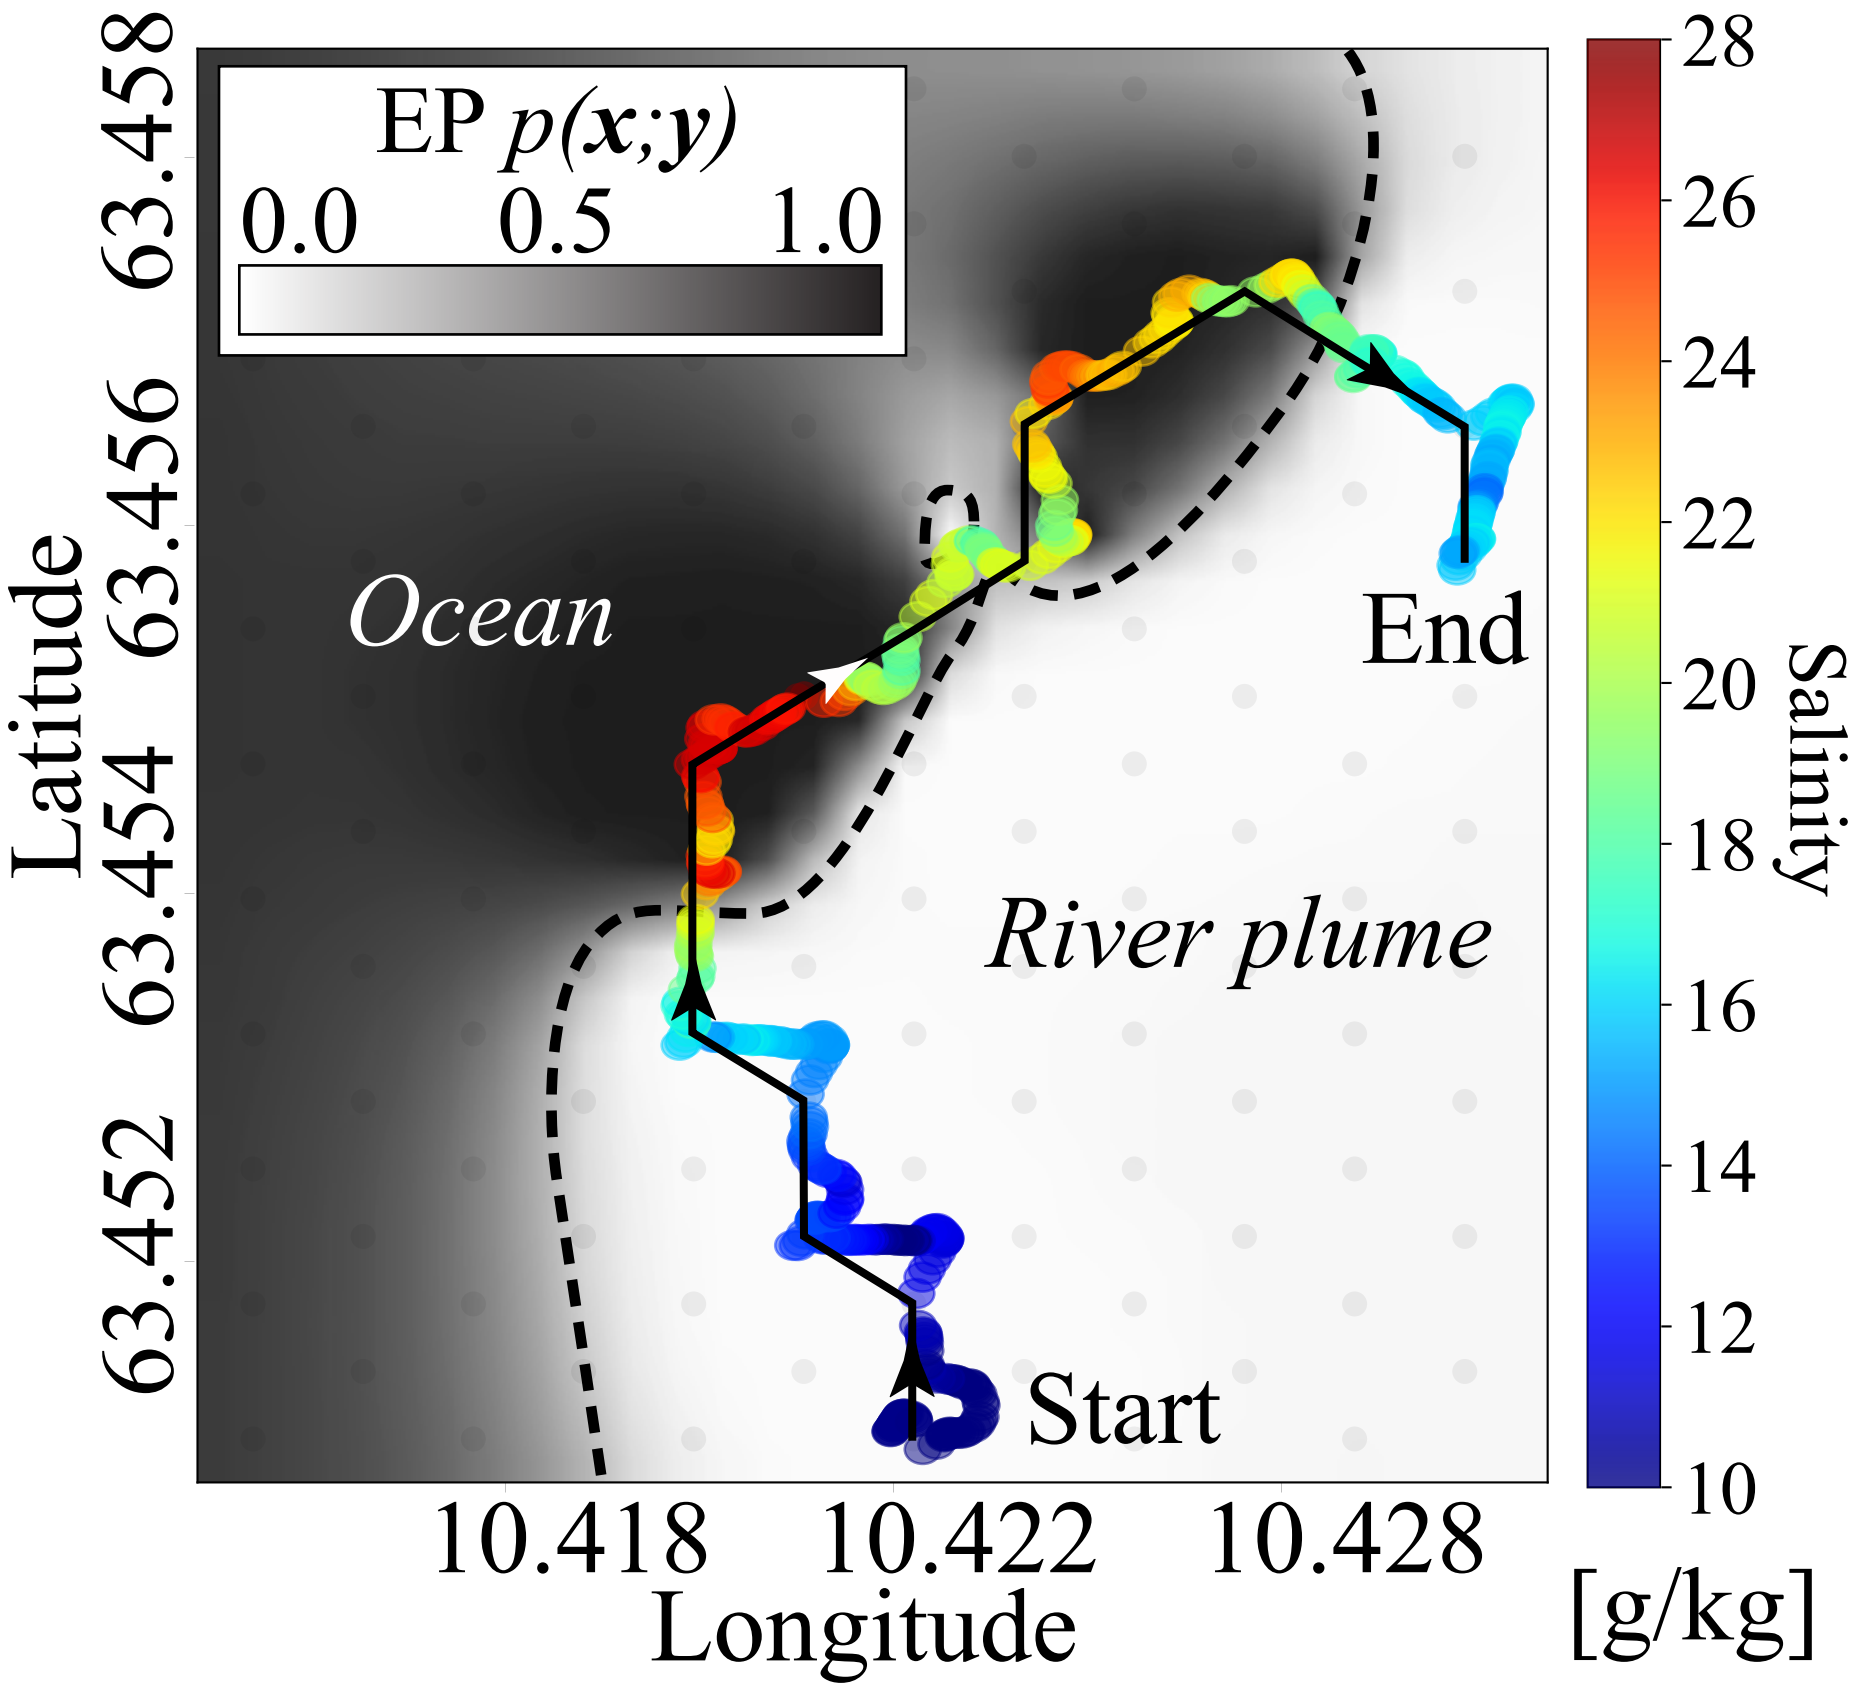 EP p(x;y)
0.0 0.5 1.0
Ocean
River plume
Start
End
Latitude
63.458
63.456
63.454
63.452
10.418 10.422 10.428
Longitude
28
26
24
22
20
18
16
14
12
10
Salinity
[g/kg]